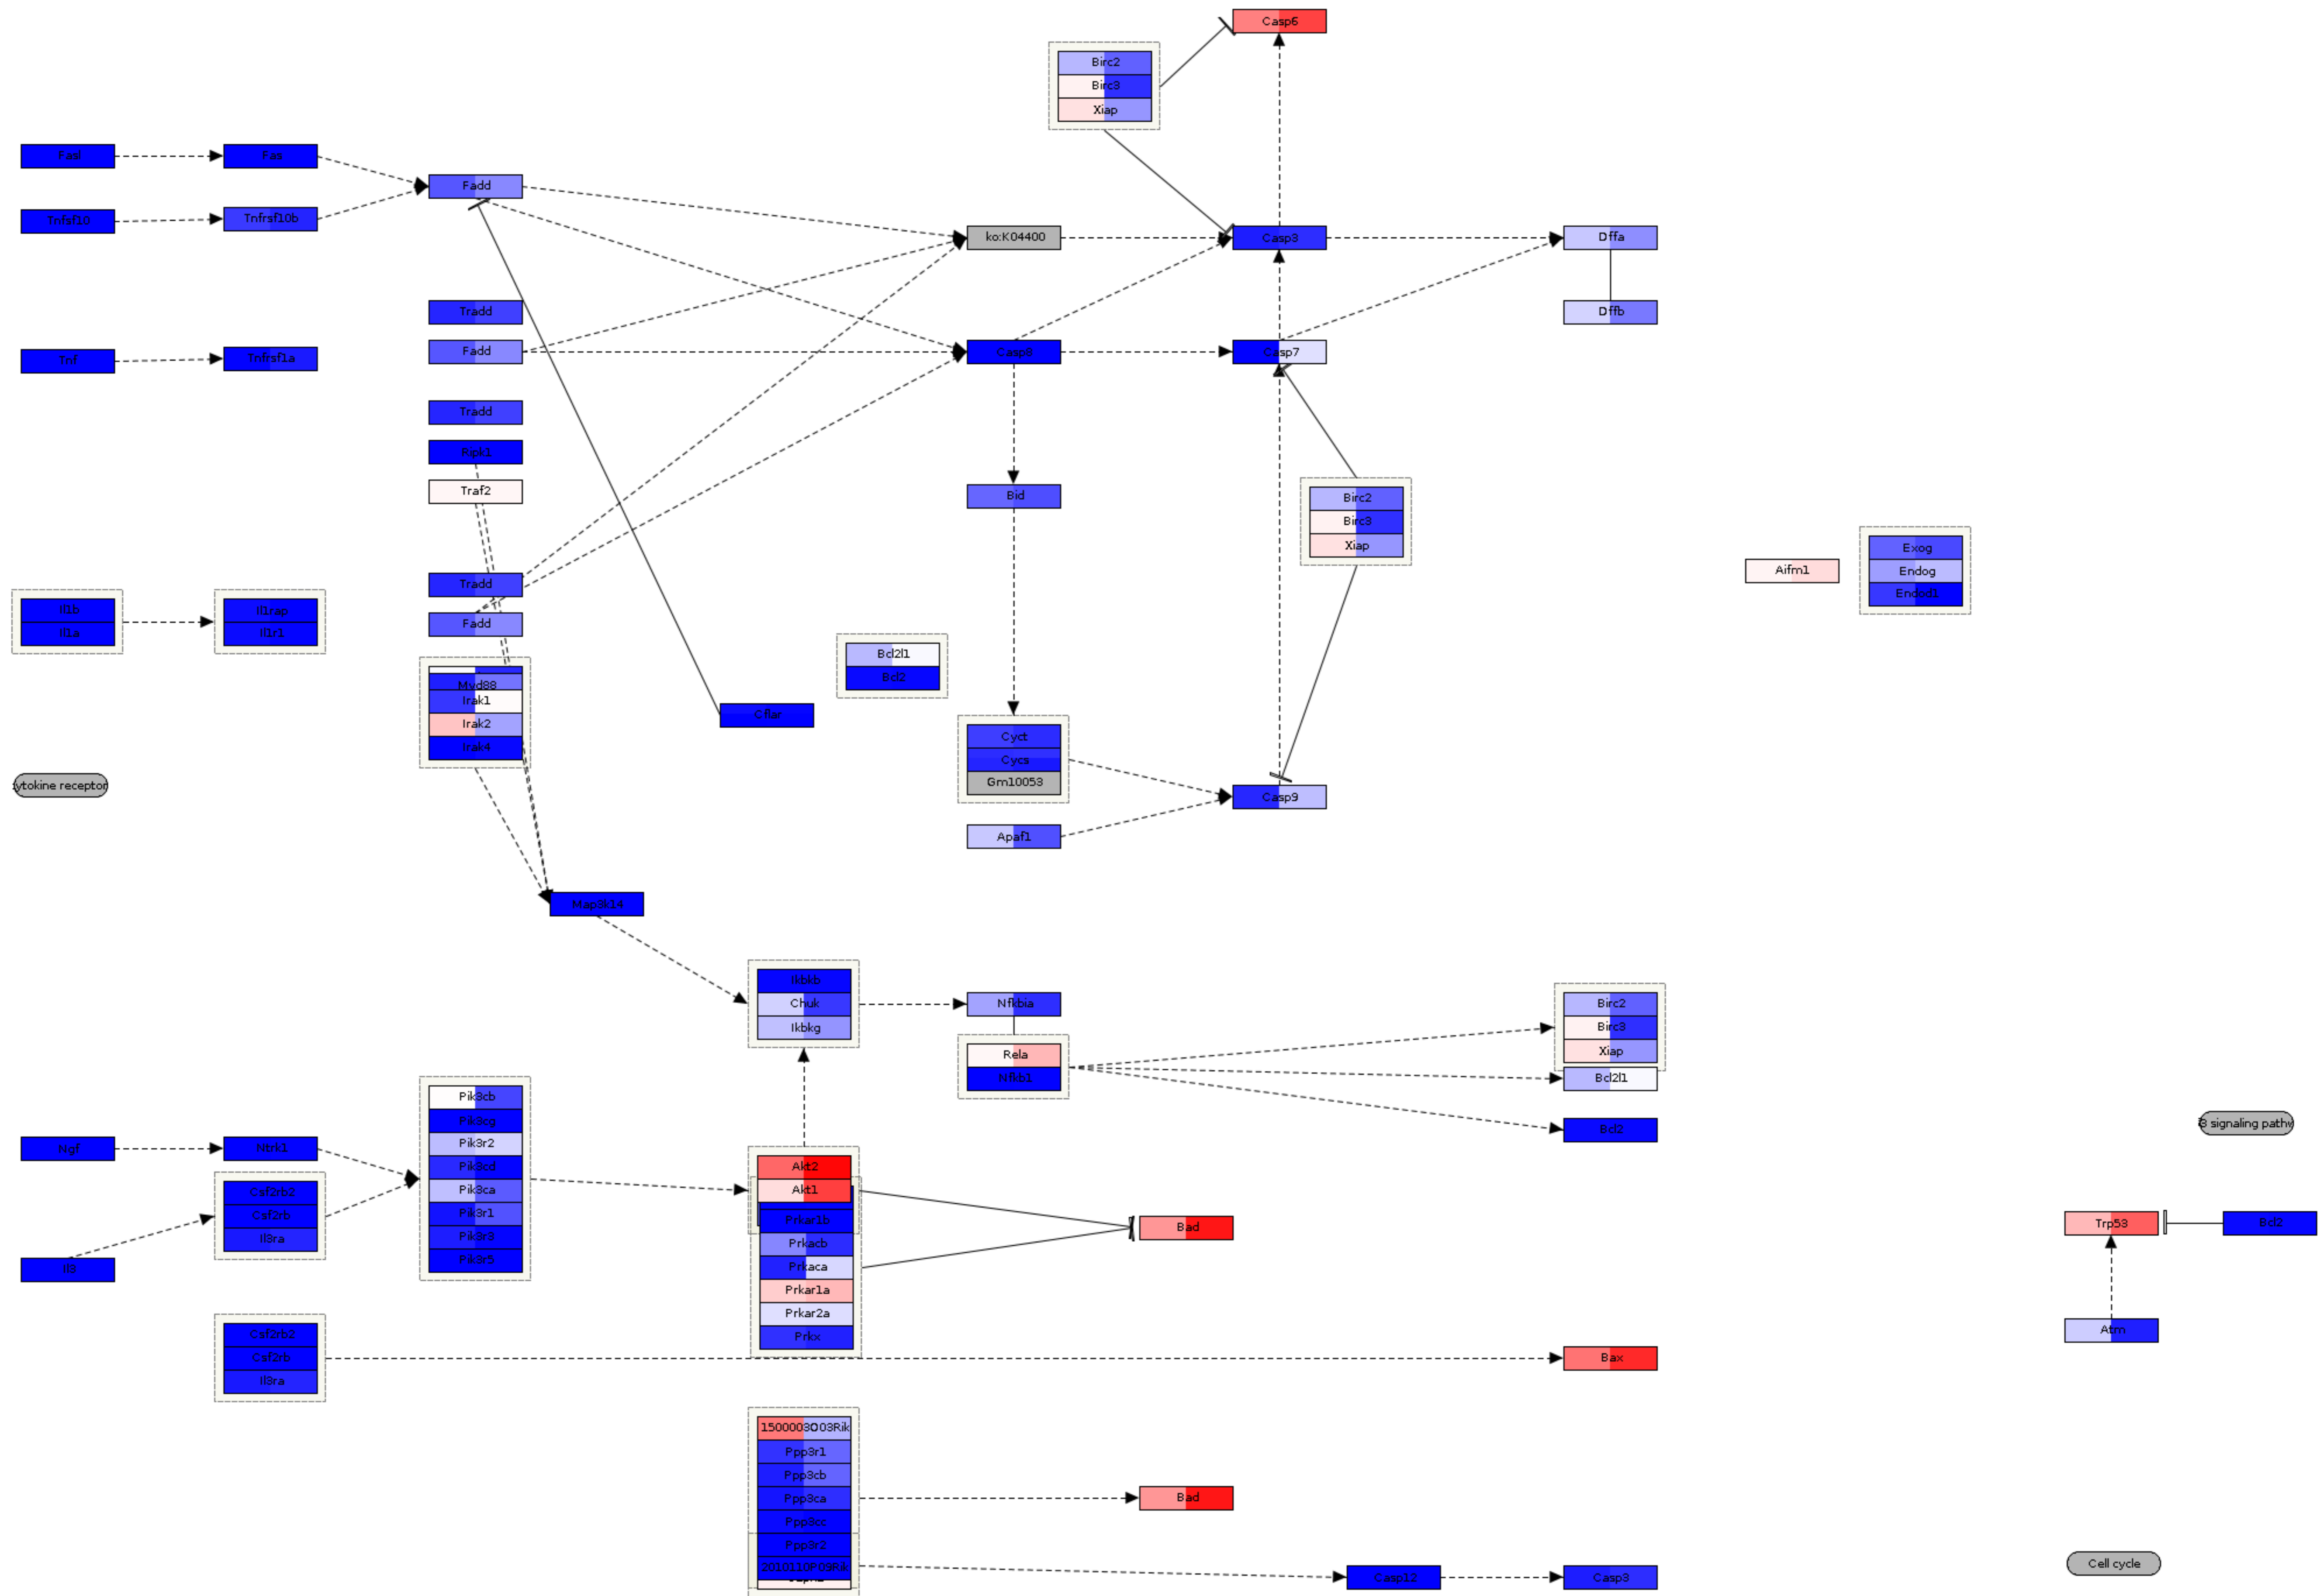 Casp6
Birc2
Birc3
Xiap
Fasl
Fas
Fadd
Tnfsf10
Tnfrsf10b
ko:K04400
Casp3
Dffa
Tradd
Dffb
Tnf
Tnfrsf1a
Fadd
Casp8
Casp7
Tradd
Ripk1
Traf2
Bid
Birc2
Birc3
Xiap
Aifm1
Exog
Endog
Endod1
Tradd
Fadd
Il1b
Il1a
Il1rap
Il1r1
Bcl2l1
Bcl2
Myd88
Irak1
Irak2
Irak4
Cflar
Cyct
Cycs
Gm10053
ytokine receptor
Casp9
Apaf1
Map3k14
Ikbkb
Chuk
Ikbkg
Nfkbia
Birc2
Birc3
Xiap
Rela
Nfkb1
Bcl2l1
Bcl2
Pik3cb
Pik3cg
Pik3r2
Pik3cd
Pik3ca
Pik3r1
Pik3r3
Pik3r5
3 signaling pathw
Ngf
Ntrk1
Csf2rb2
Csf2rb
Il3ra
Akt2
Akt1
Prkar1b
Prkacb
Prkaca
Prkar1a
Prkar2a
Prkx
Bad
Trp53
Bcl2
Il3
Atm
Csf2rb2
Csf2rb
Il3ra
Bax
1500003O03Rik
Ppp3r1
Ppp3cb
Ppp3ca
Ppp3cc
Ppp3r2
2010110P09Rik
Bad
Casp12
Casp3
Cell cycle